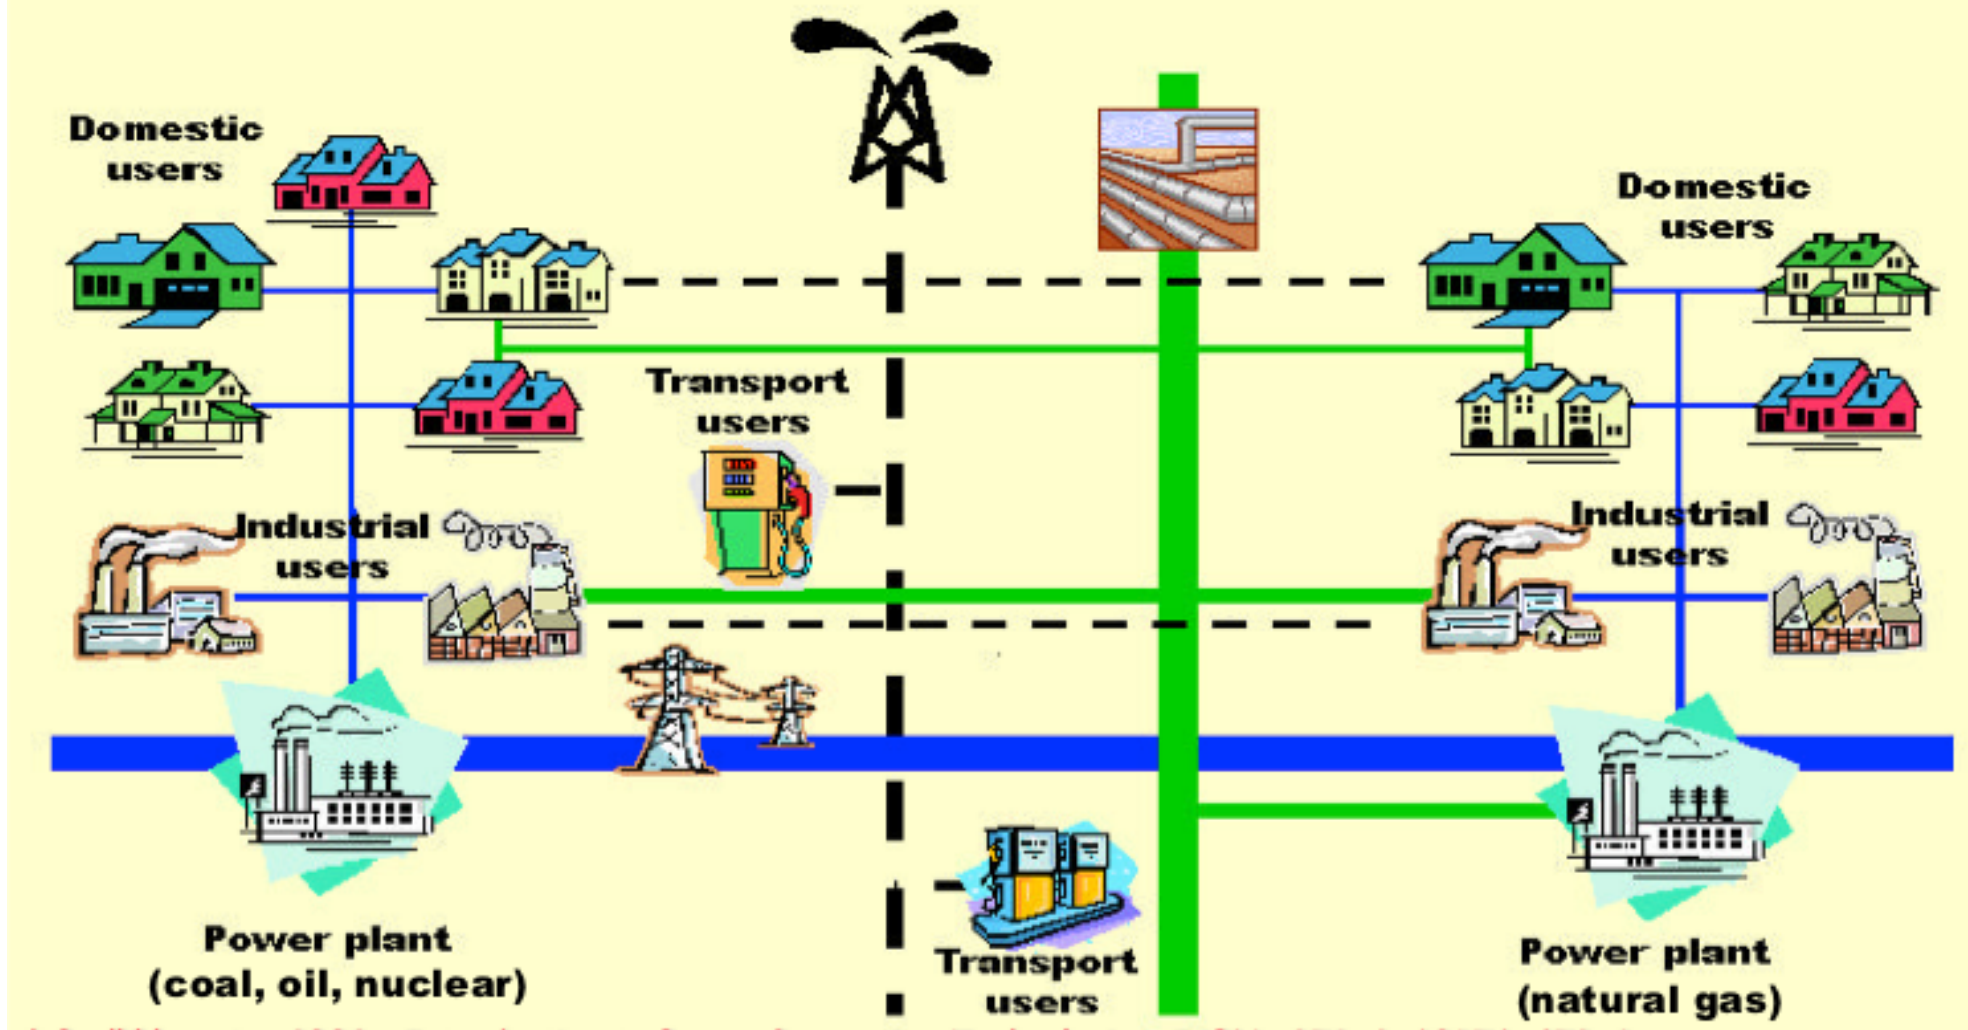 Domestic
users
Domestic
users
Transport
users
Industrial
users
Industrial
users
Power plant
(coal, oil, nuclear)
Transport
users
Power plant
(natural gas)